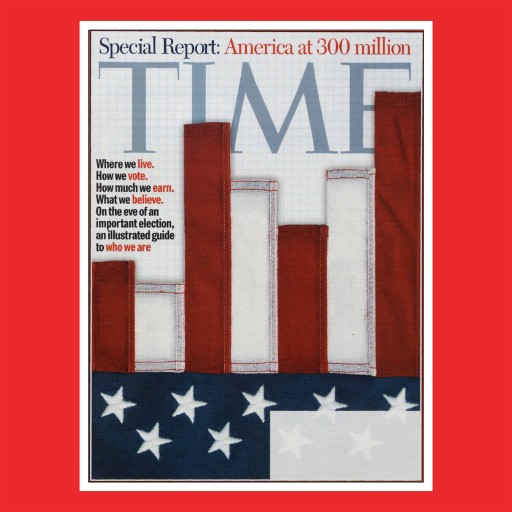 Special Report: America at 300 million
TIME
Where we live.
How we vote.
How much we earn.
What we believe.
On the eve of an
important election,
an illustrated guide
to who we are